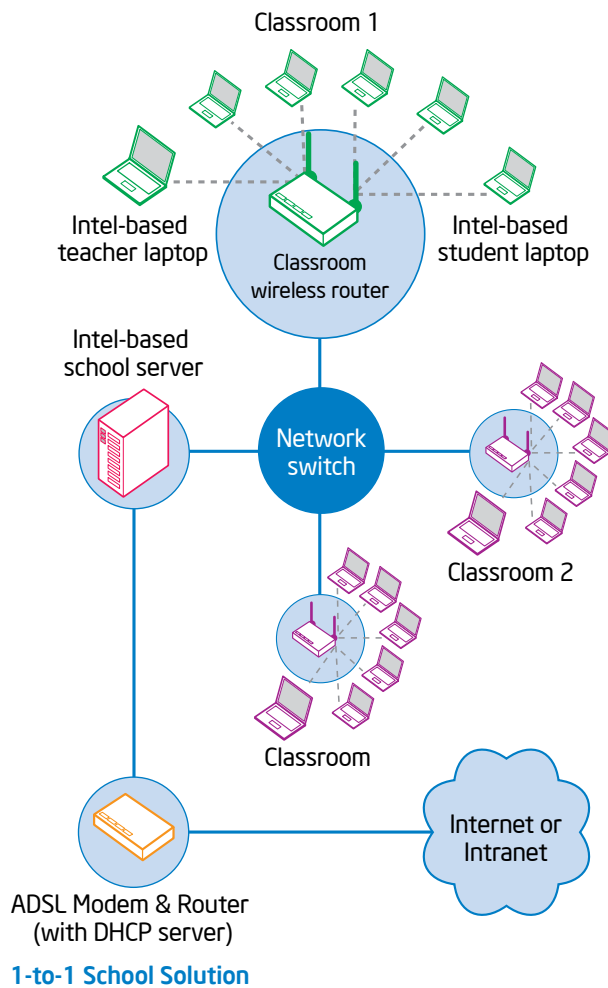 Classroom 1
Intel-based
teacher laptop
Intel-based
student laptop
Classroom
wireless router
Intel-based
school server
Network
switch
Classroom 2
Classroom
Internet or
Intranet
ADSL Modem & Router
(with DHCP server)
1-to-1 School Solution